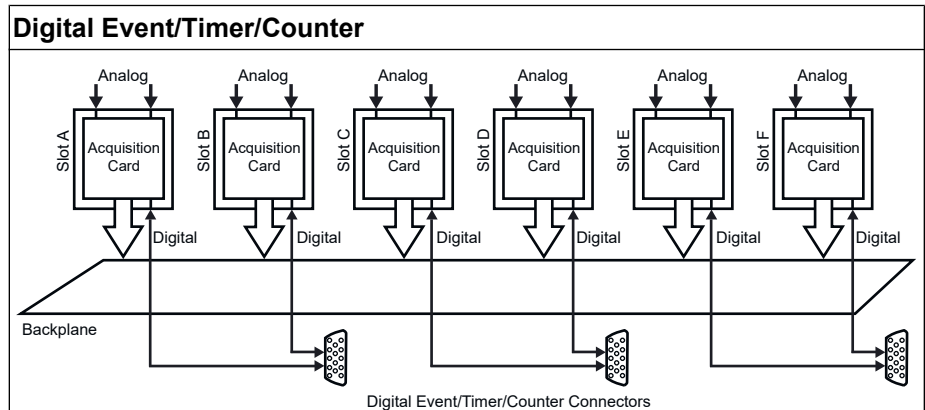 Digital Event/Timer/Counter
Analog Analog Analog Analog Analog Analog
Slot A Slot B Slot C Slot D Slot E Slot F
Acquisition Acquisition Acquisition Acquisition Acquisition Acquisition
Card Card Card Card Card Card
Digital Digital Digital Digital Digital Digital
Backplane
Digital Event/Timer/Counter Connectors